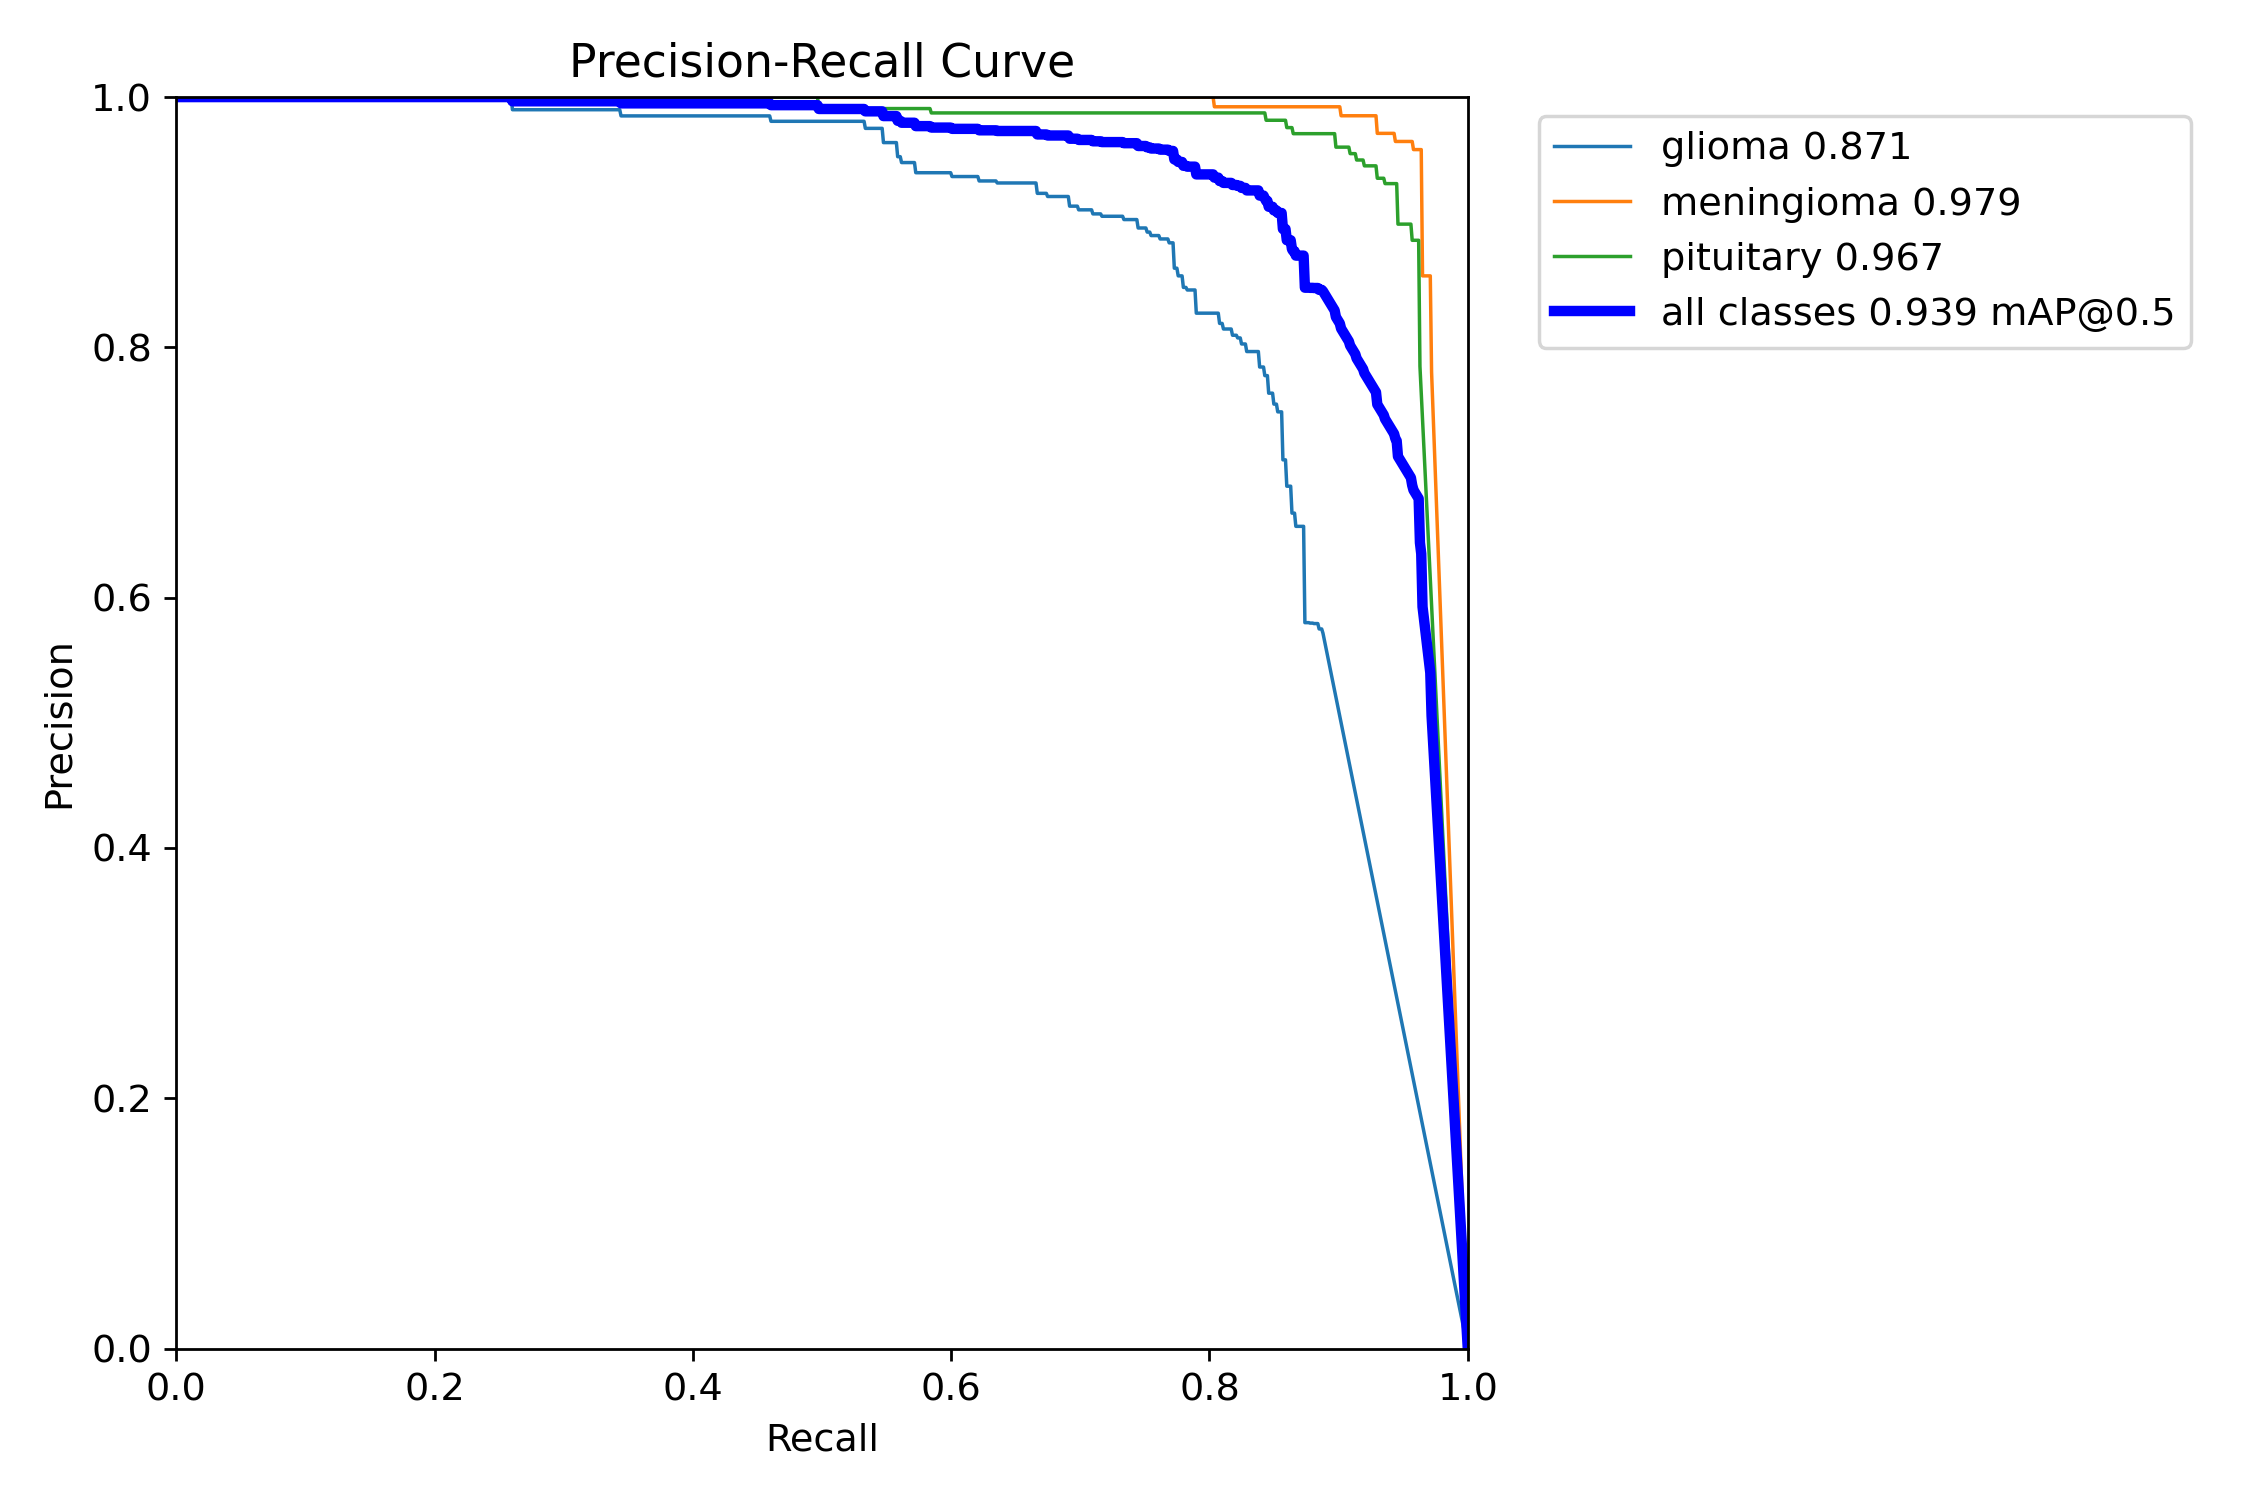 Precision-Recall Curve
1.0
0.8
0.6
0.4
0.2
0.0
Precision
0.0 0.2 0.4 0.6 0.8 1.0
Recall
glioma 0.871
meningioma 0.979
pituitary 0.967
all classes 0.939 mAP@0.5